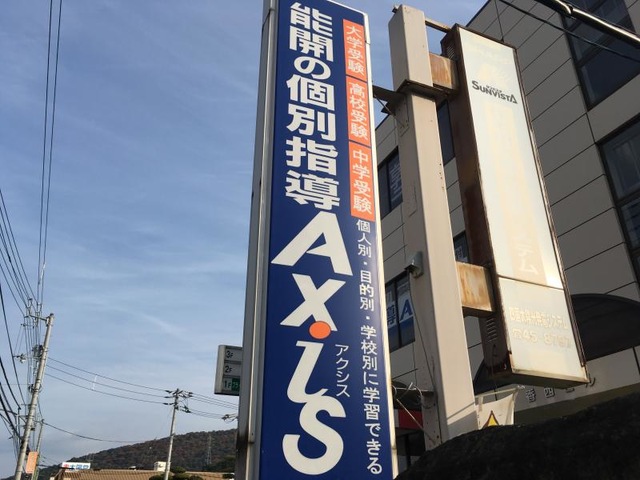 能開の個別指導
Axis
アクシス
大学受験
高校受験
中学受験
個人別・目的別・学校別に学習できる
SUNVISTA
3F
2F